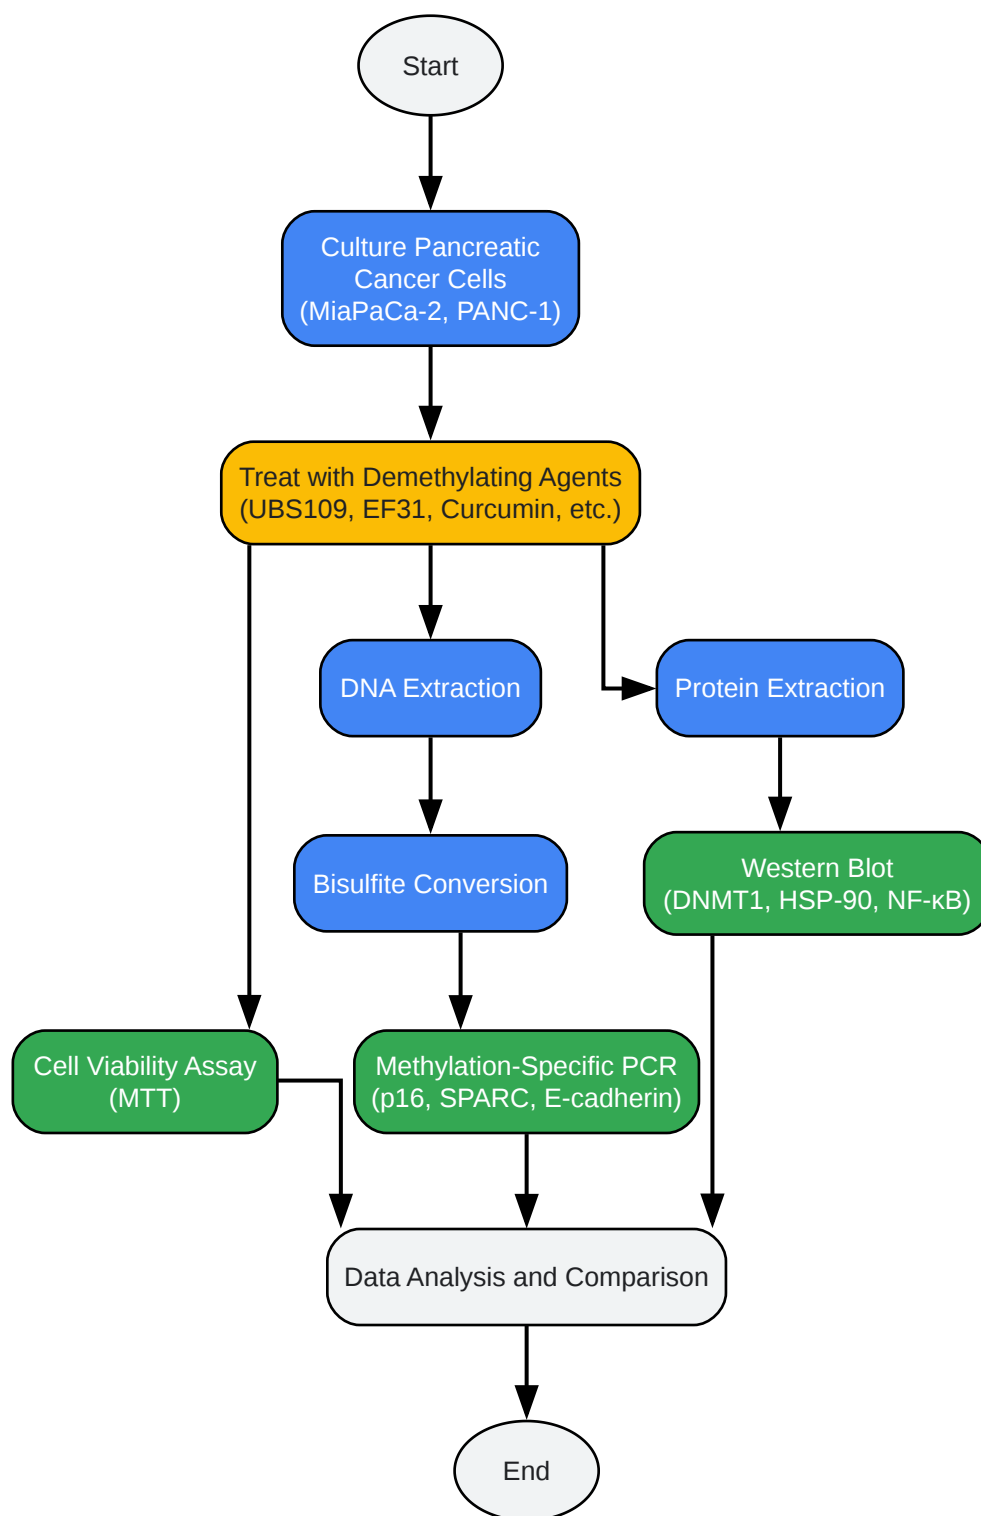 Start
Culture Pancreatic
Cancer Cells
(MiaPaCa-2, PANC-1)
Treat with Demethylating Agents
(UBS109, EF31, Curcumin, etc.)
DNA Extraction
Protein Extraction
Bisulfite Conversion
Western Blot
(DNMT1, HSP-90, NF-κB)
Cell Viability Assay
(MTT)
Methylation-Specific PCR
(p16, SPARC, E-cadherin)
Data Analysis and Comparison
End